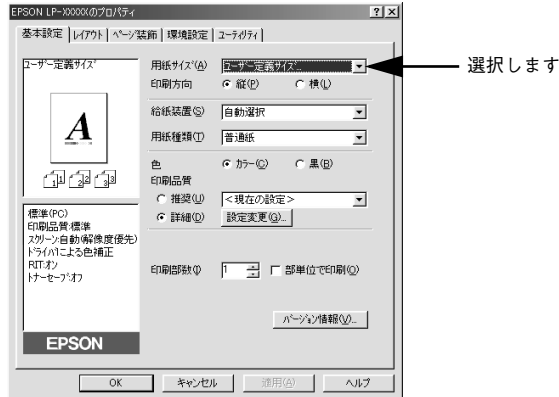 EPSON LP-XXXXXのプロパティ
? ×
基本設定 レイアウト ページ装飾 環境設定 ユーティリティ
ユーザー定義サイズ
用紙サイズ(A) ユーザー定義サイズ...
選択します
印刷方向 縦(P) 横(L)
給紙装置(S) 自動選択
用紙種類(T) 普通紙
A
色 カラー(C) 黒(B)
1 1 2 2 3 3
印刷品質
推奨(U) <現在の設定>
詳細(D) 設定変更(G)...
標準(PC)
印刷品質:標準
スクリーン:自動(解像度優先)
ドライバによる色補正
RIT:オン
トナーセーブ:オフ
印刷部数(I) 1 部単位で印刷(O)
バージョン情報(V)...
EPSON
OK キャンセル 適用(A) ヘルプ